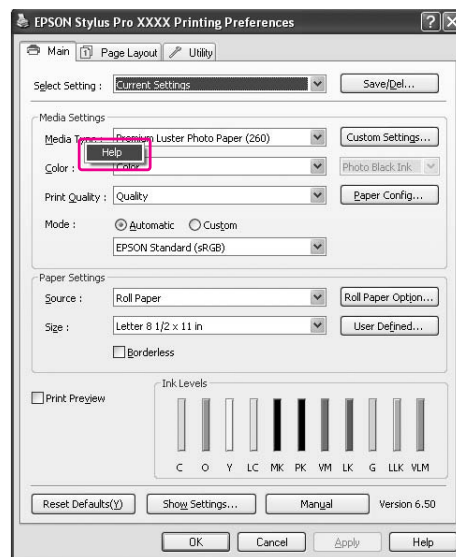 EPSON Stylus Pro XXXX Printing Preferences
Main Page Layout Utility
Select Setting : Current Settings Save/Del...
Media Settings
Media Type : Premium Luster Photo Paper (260) Custom Settings...
Help
Color : Color Photo Black Ink
Print Quality : Quality Paper Config...
Mode : Automatic Custom
EPSON Standard (sRGB)
Paper Settings
Source : Roll Paper Roll Paper Option...
Size : Letter 8 1/2 x 11 in User Defined...
Borderless
Print Preview
Ink Levels
C O Y LC MK PK VM LK G LLK VLM
Reset Defaults(Y) Show Settings... Manual Version 6.50
OK Cancel Apply Help